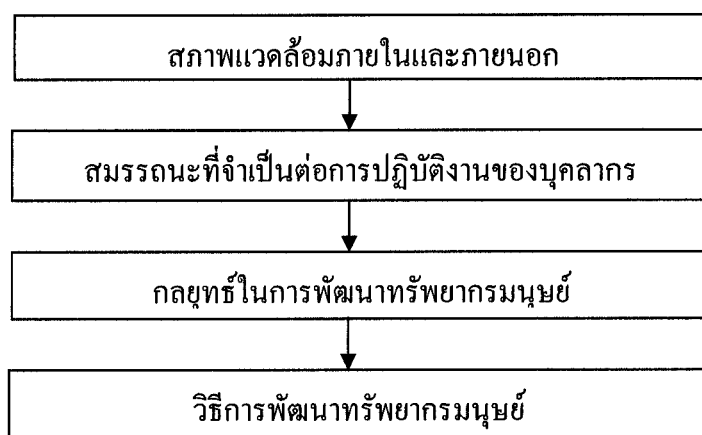 สภาพแวดล้อมภายในและภายนอก
สมรรถนะที่จำเป็นต่อการปฏิบัติงานของบุคลากร
กลยุทธ์ในการพัฒนาทรัพยากรมนุษย์
วิธีการพัฒนาทรัพยากรมนุษย์